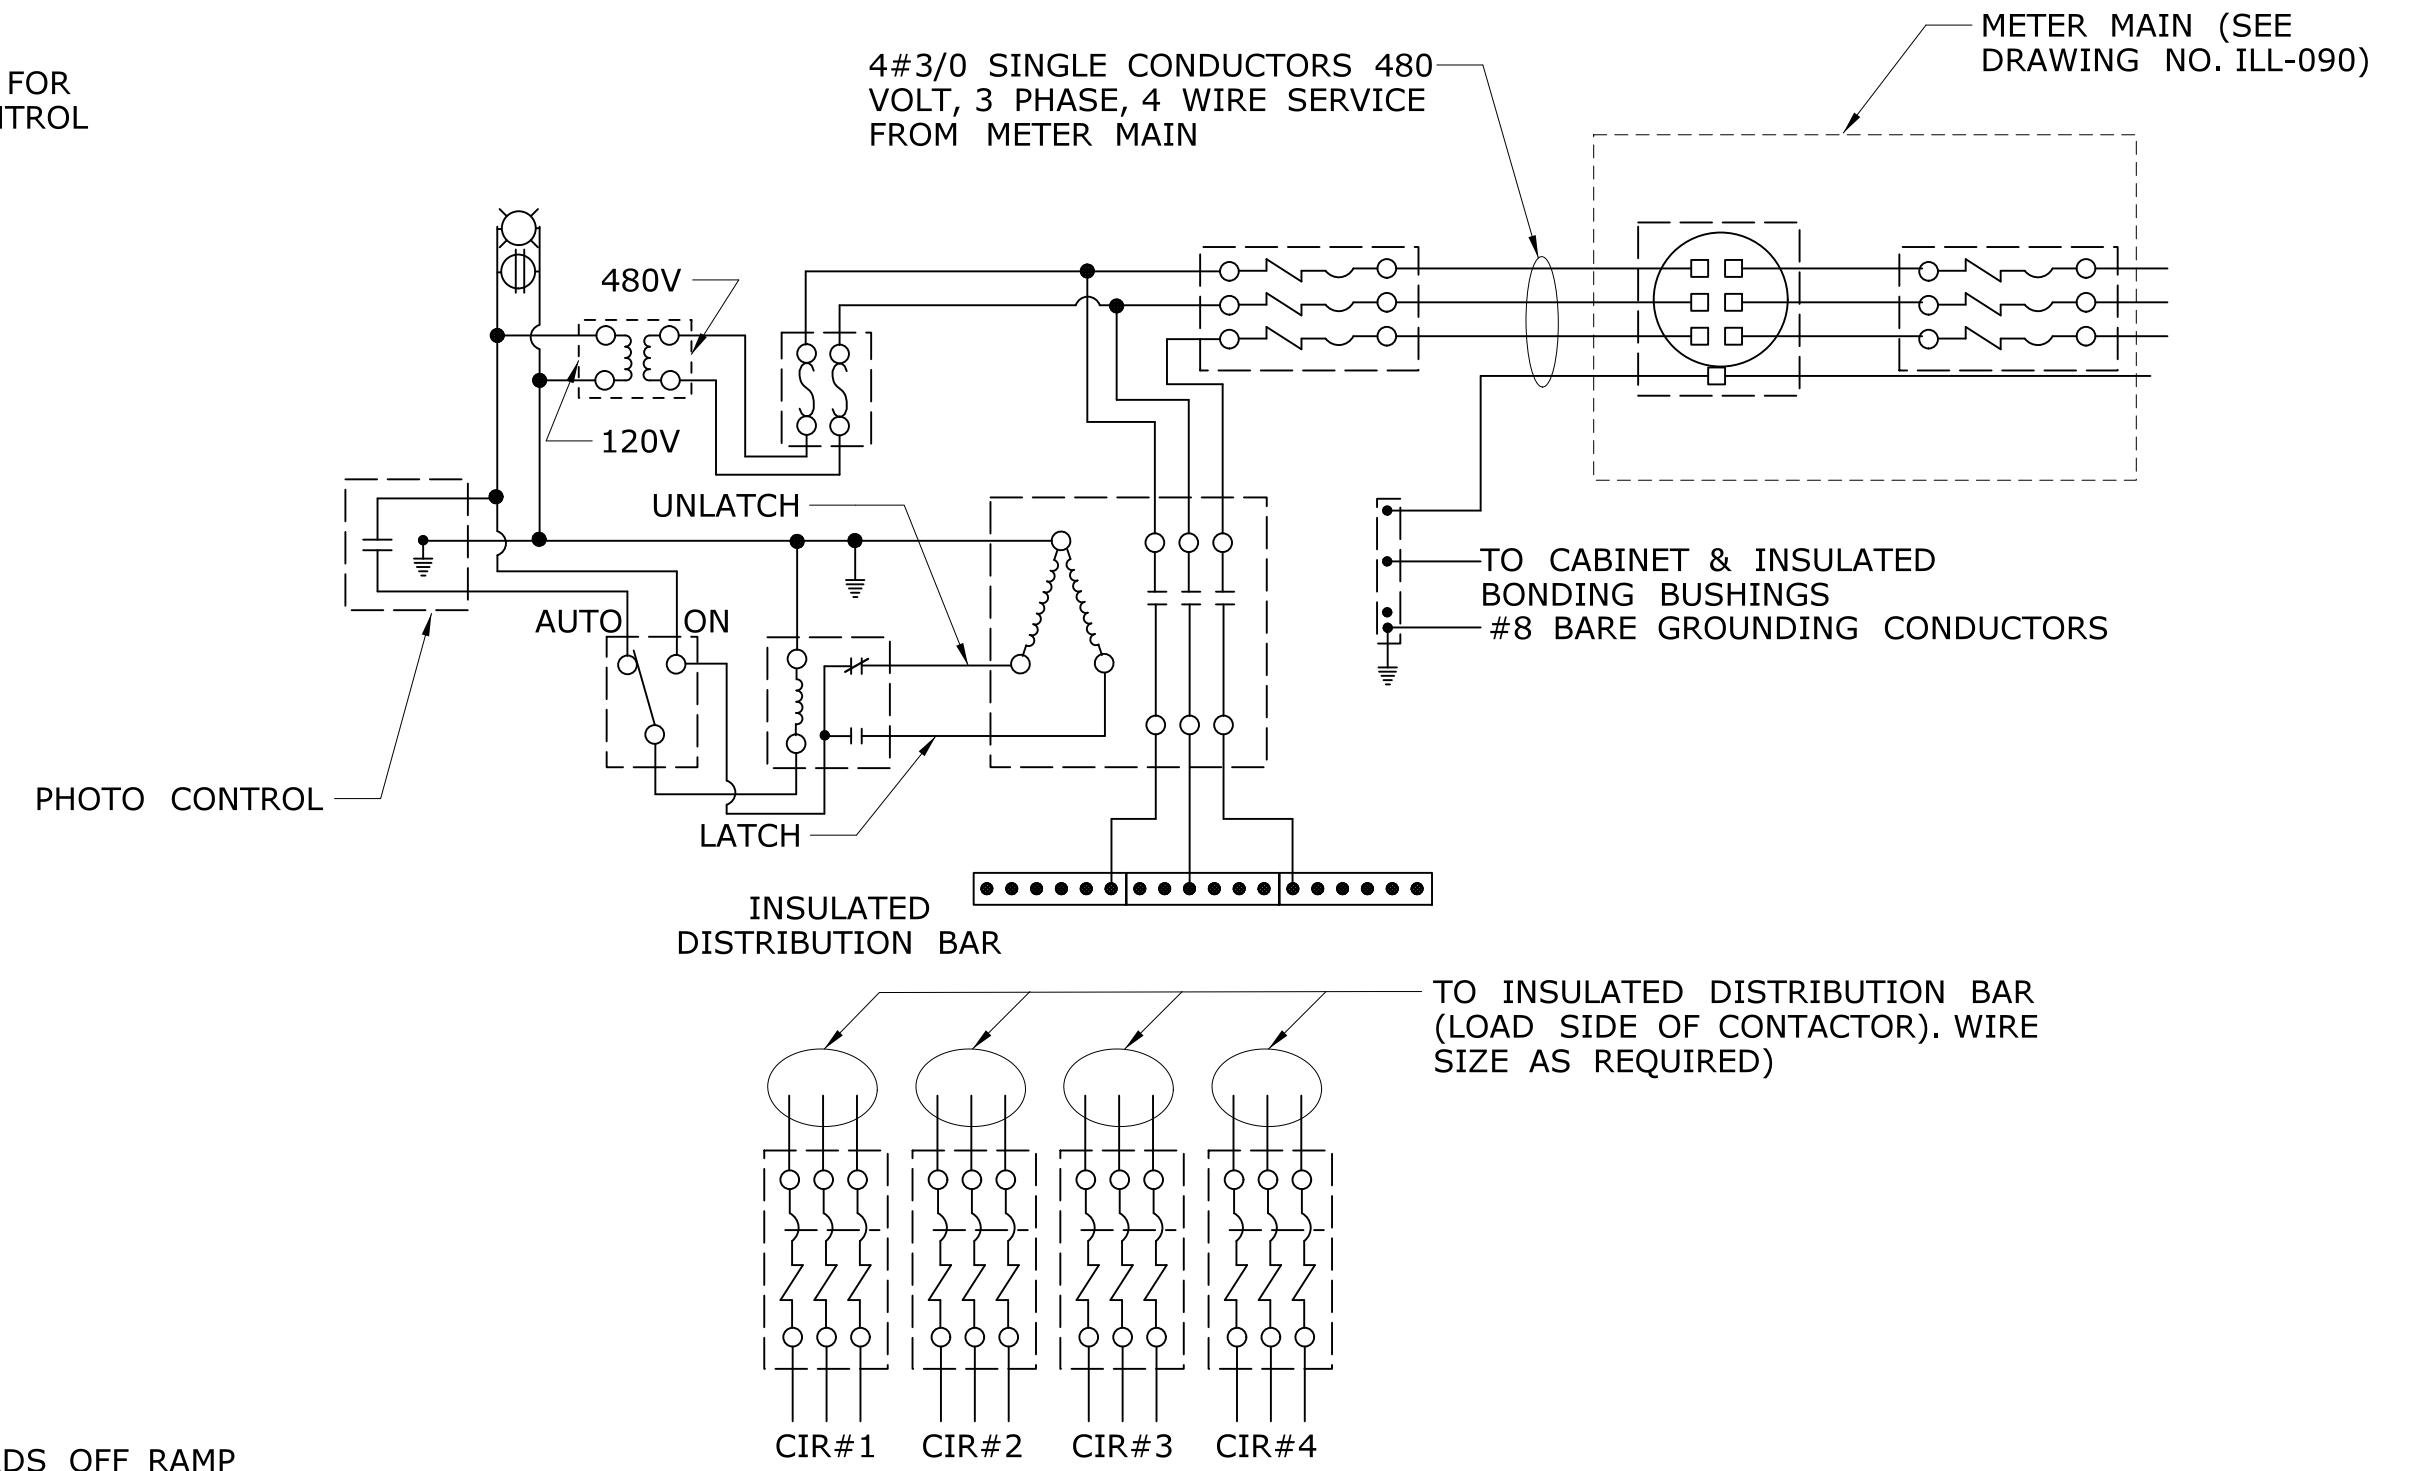 METER MAIN (SEE
DRAWING NO. ILL-090)
4#3/0 SINGLE CONDUCTORS 480
VOLT, 3 PHASE, 4 WIRE SERVICE
FROM METER MAIN
FOR
480V
120V
UNLATCH
TO CABINET & INSULATED
BONDING BUSHINGS
#8 BARE GROUNDING CONDUCTORS
AUTO ON
PHOTO CONTROL
LATCH
INSULATED
DISTRIBUTION BAR
TO INSULATED DISTRIBUTION BAR
(LOAD SIDE OF CONTACTOR). WIRE
SIZE AS REQUIRED)
CIR#1 CIR#2 CIR#3 CIR#4
OFF RAMP